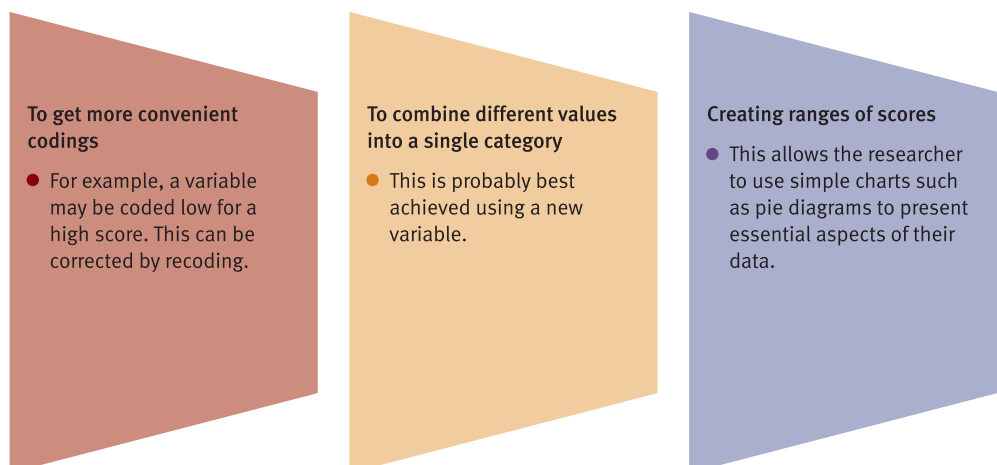 To get more convenient
codings
● For example, a variable
may be coded low for a
high score. This can be
corrected by recoding.
To combine different values
into a single category
● This is probably best
achieved using a new
variable.
Creating ranges of scores
● This allows the researcher
to use simple charts such
as pie diagrams to present
essential aspects of their
data.